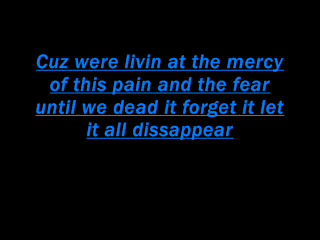 Cuz were livin at the mercy
of this pain and the fear
until we dead it forget it let
it all dissappear